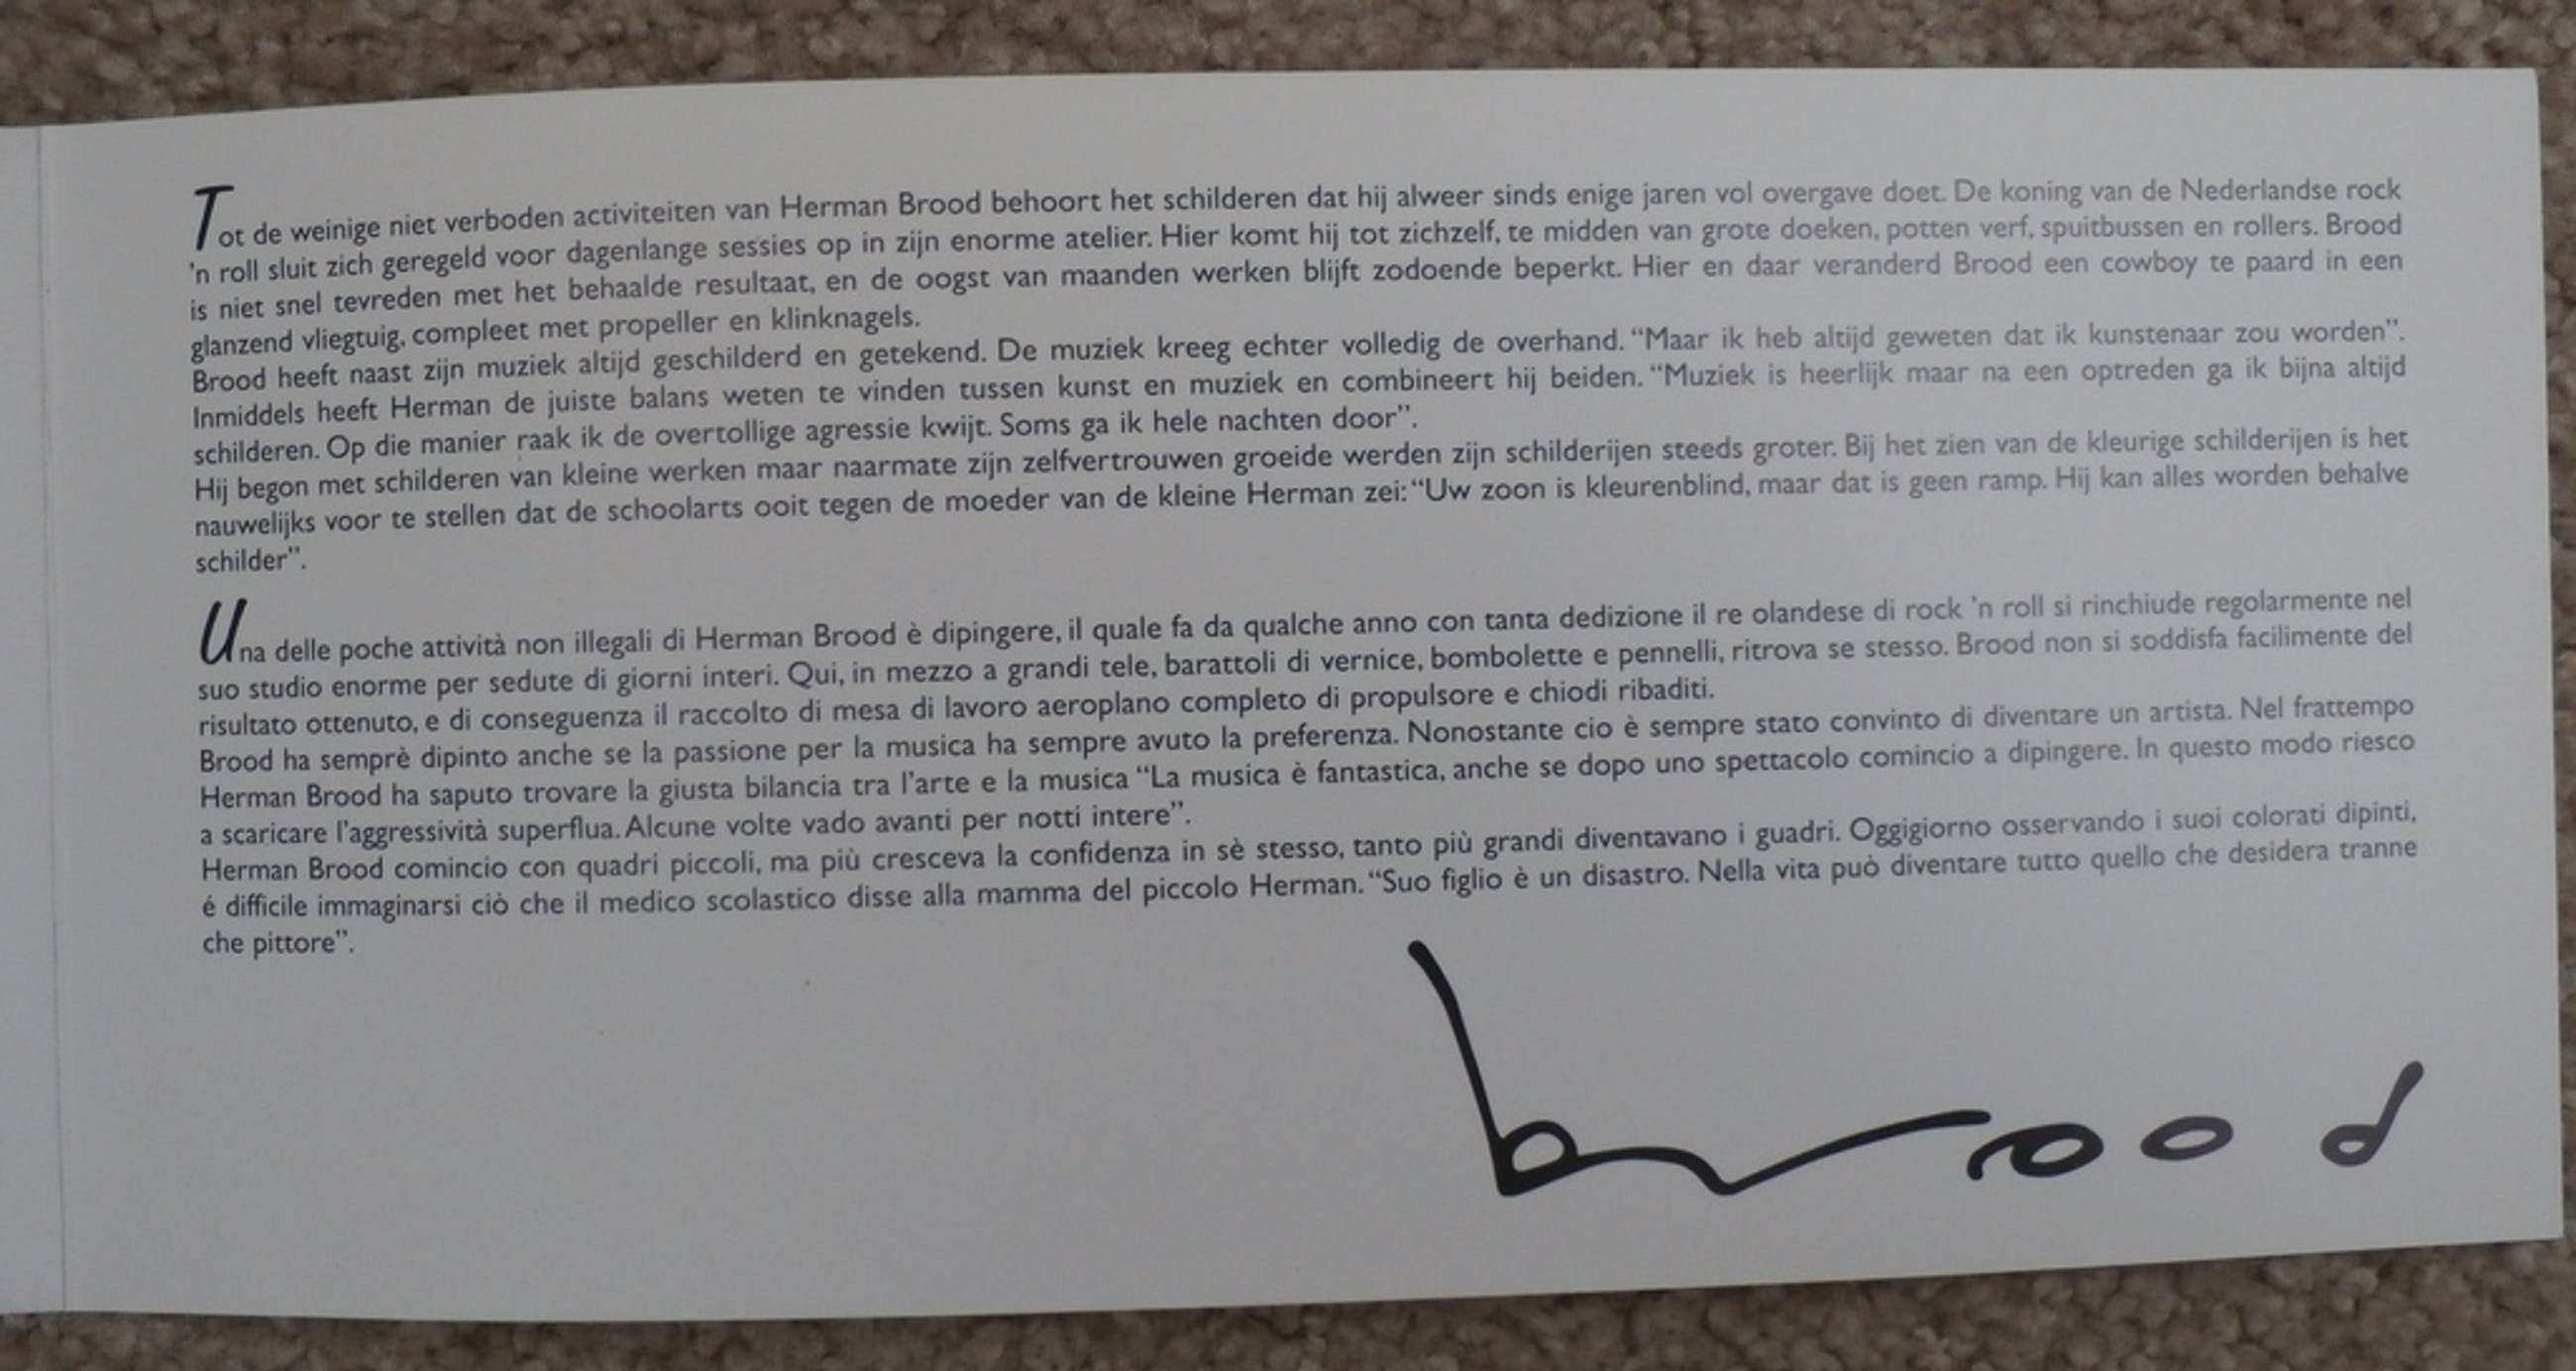 Tot de weinige niet verboden activiteiten van Herman Brood behoort het schilderen dat hij alweer sinds enige jaren vol overgave doet. De koning van de Nederlandse rock
'n roll sluit zich geregeld voor dagenlange sessies op in zijn enorme atelier. Hier komt hij tot zichzelf, te midden van grote doeken, potten verf, spuitbussen en rollers. Brood
is niet snel tevreden met het behaalde resultaat, en de oogst van maanden werken blijft zodoende beperkt. Hier en daar veranderd Brood een cowboy te paard in een
glanzend vliegtuig, compleet met propeller en klinknagels.
Brood heeft naast zijn muziek altijd geschilderd en getekend. De muziek kreeg echter volledig de overhand. “Maar ik heb altijd geweten dat ik kunstenaar zou worden”.
Inmiddels heeft Herman de juiste balans weten te vinden tussen kunst en muziek en combineert hij beiden. “Muziek is heerlijk maar na een optreden ga ik bijna altijd
schilderen. Op die manier raak ik de overtollige agressie kwijt. Soms ga ik hele nachten door”.
Hij begon met schilderen van kleine werken maar naarmate zijn zelfvertrouwen groeide werden zijn schilderijen steeds groter. Bij het zien van de kleurige schilderijen is het
nauwelijks voor te stellen dat de schoolarts ooit tegen de moeder van de kleine Herman zei: “Uw zoon is kleurenblind, maar dat is geen ramp. Hij kan alles worden behalve
schilder”.
Una delle poche attività non illegali di Herman Brood è dipingere, il quale fa da qualche anno con tanta dedizione il re olandese di rock 'n roll si rinchiude regolarmente nel
suo studio enorme per sedute di giorni interi. Qui, in mezzo a grandi tele, barattoli di vernice, bombolette e pennelli, ritrova se stesso. Brood non si soddisfa facilimente del
risultato ottenuto, e di conseguenza il raccolto di mesa di lavoro aeroplano completo di propulsore e chiodi ribaditi.
Brood ha semprè dipinto anche se la passione per la musica ha sempre avuto la preferenza. Nonostante cio è sempre stato convinto di diventare un artista. Nel frattempo
Herman Brood ha saputo trovare la giusta bilancia tra l'arte e la musica “La musica è fantastica, anche se dopo uno spettacolo comincio a dipingere. In questo modo riesco
a scaricare l'aggressività superflua. Alcune volte vado avanti per notti intere”.
Herman Brood comincio con quadri piccoli, ma più cresceva la confidenza in sè stesso, tanto più grandi diventavano i guadri. Oggigiorno osservando i suoi colorati dipinti,
é difficile immaginarsi ciò che il medico scolastico disse alla mamma del piccolo Herman. “Suo figlio è un disastro. Nella vita può diventare tutto quello che desidera tranne
che pittore”.
brood